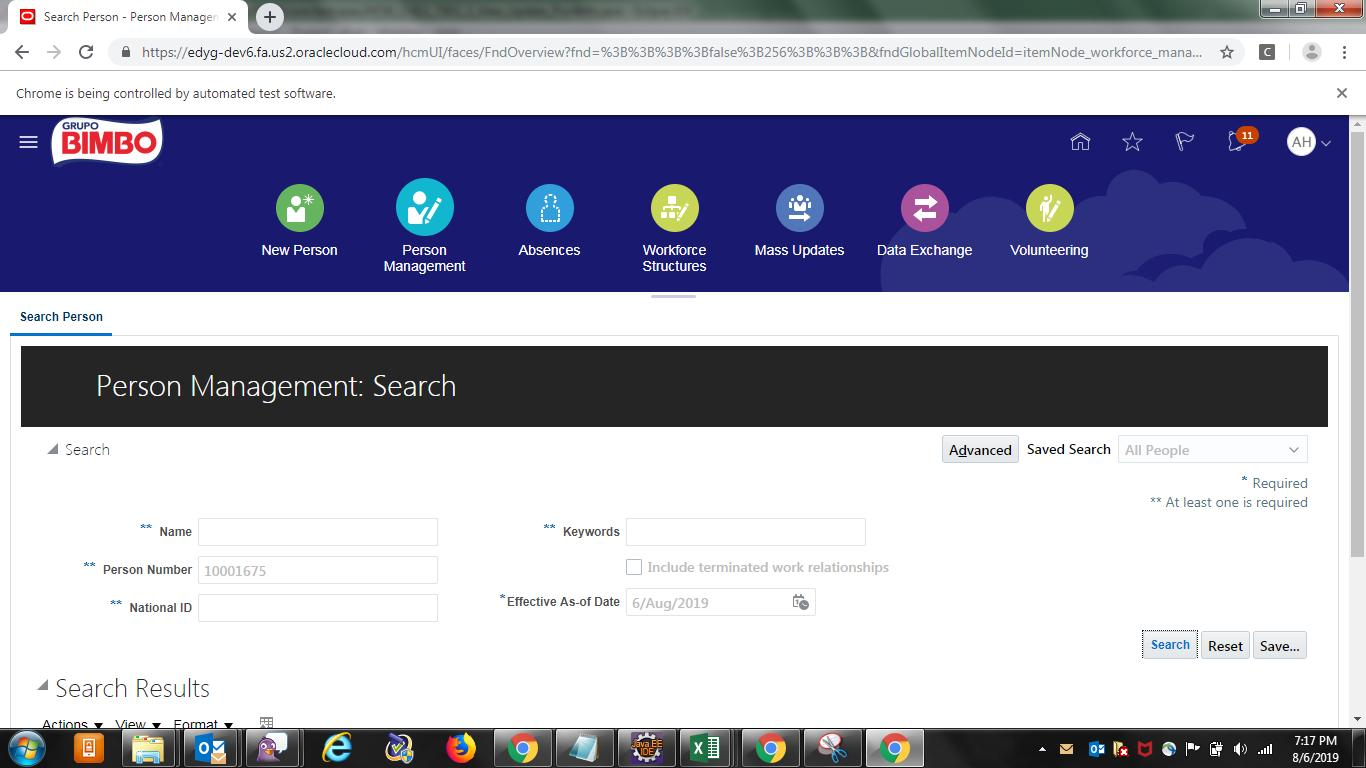 Search Person - Person Managen
https://edyg-dev6.fa.us2.oraclecloud.com/hcmUI/faces/FndOverview?fnd=%3B%3B%3B%3Bfalse%3B256%3B%3B%3B&fndGlobalItemNodeId=itemNode_workforce_mana...
C
Chrome is being controlled by automated test software.
GRUPO
BIMBO
11
AH
New Person
Person
Management
Absences
Workforce
Structures
Mass Updates
Data Exchange
Volunteering
Search Person
Person Management: Search
Search
Advanced
Saved Search
All People
* Required
** At least one is required
** Name
** Keywords
** Person Number 10001675
Include terminated work relationships
** National ID
*Effective As-of Date 6/Aug/2019
Search
Reset
Save...
Search Results
Actions
View
Format
Java EE
IDE
7:17 PM
8/6/2019